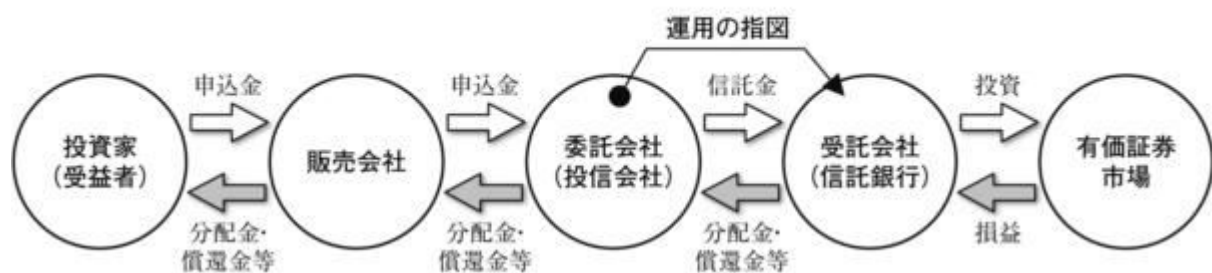 運用の指図
申込金
申込金
信託金
投資
投資家
（受益者）
販売会社
委託会社
（投信会社）
受託会社
（信託銀行）
有価証券
市場
分配金・
償還金等
分配金・
償還金等
分配金・
償還金等
損益